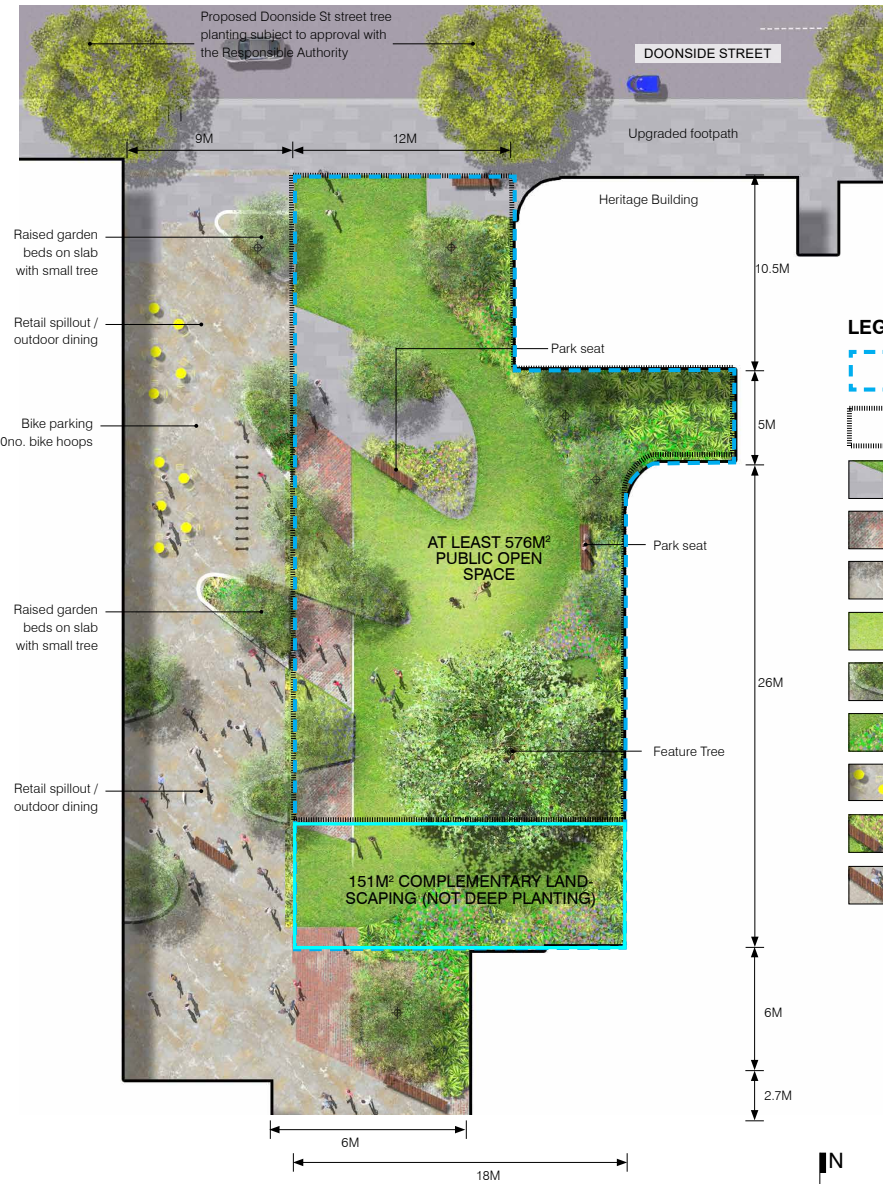 Proposed Doonside St street tree
planting subject to approval with
the Responsible Authority
DOONSIDE STREET
9M
12M
Upgraded footpath
Heritage Building
Raised garden
beds on slab
with small tree
10.5M
Retail spillout /
outdoor dining
LEG
Park seat
Bike parking
0no. bike hoops
5M
AT LEAST 576M²
PUBLIC OPEN
SPACE
Park seat
Raised garden
beds on slab
with small tree
26M
Feature Tree
Retail spillout /
outdoor dining
151M² COMPLEMENTARY LAND-
SCAPING (NOT DEEP PLANTING)
6M
2.7M
6M
18M
N